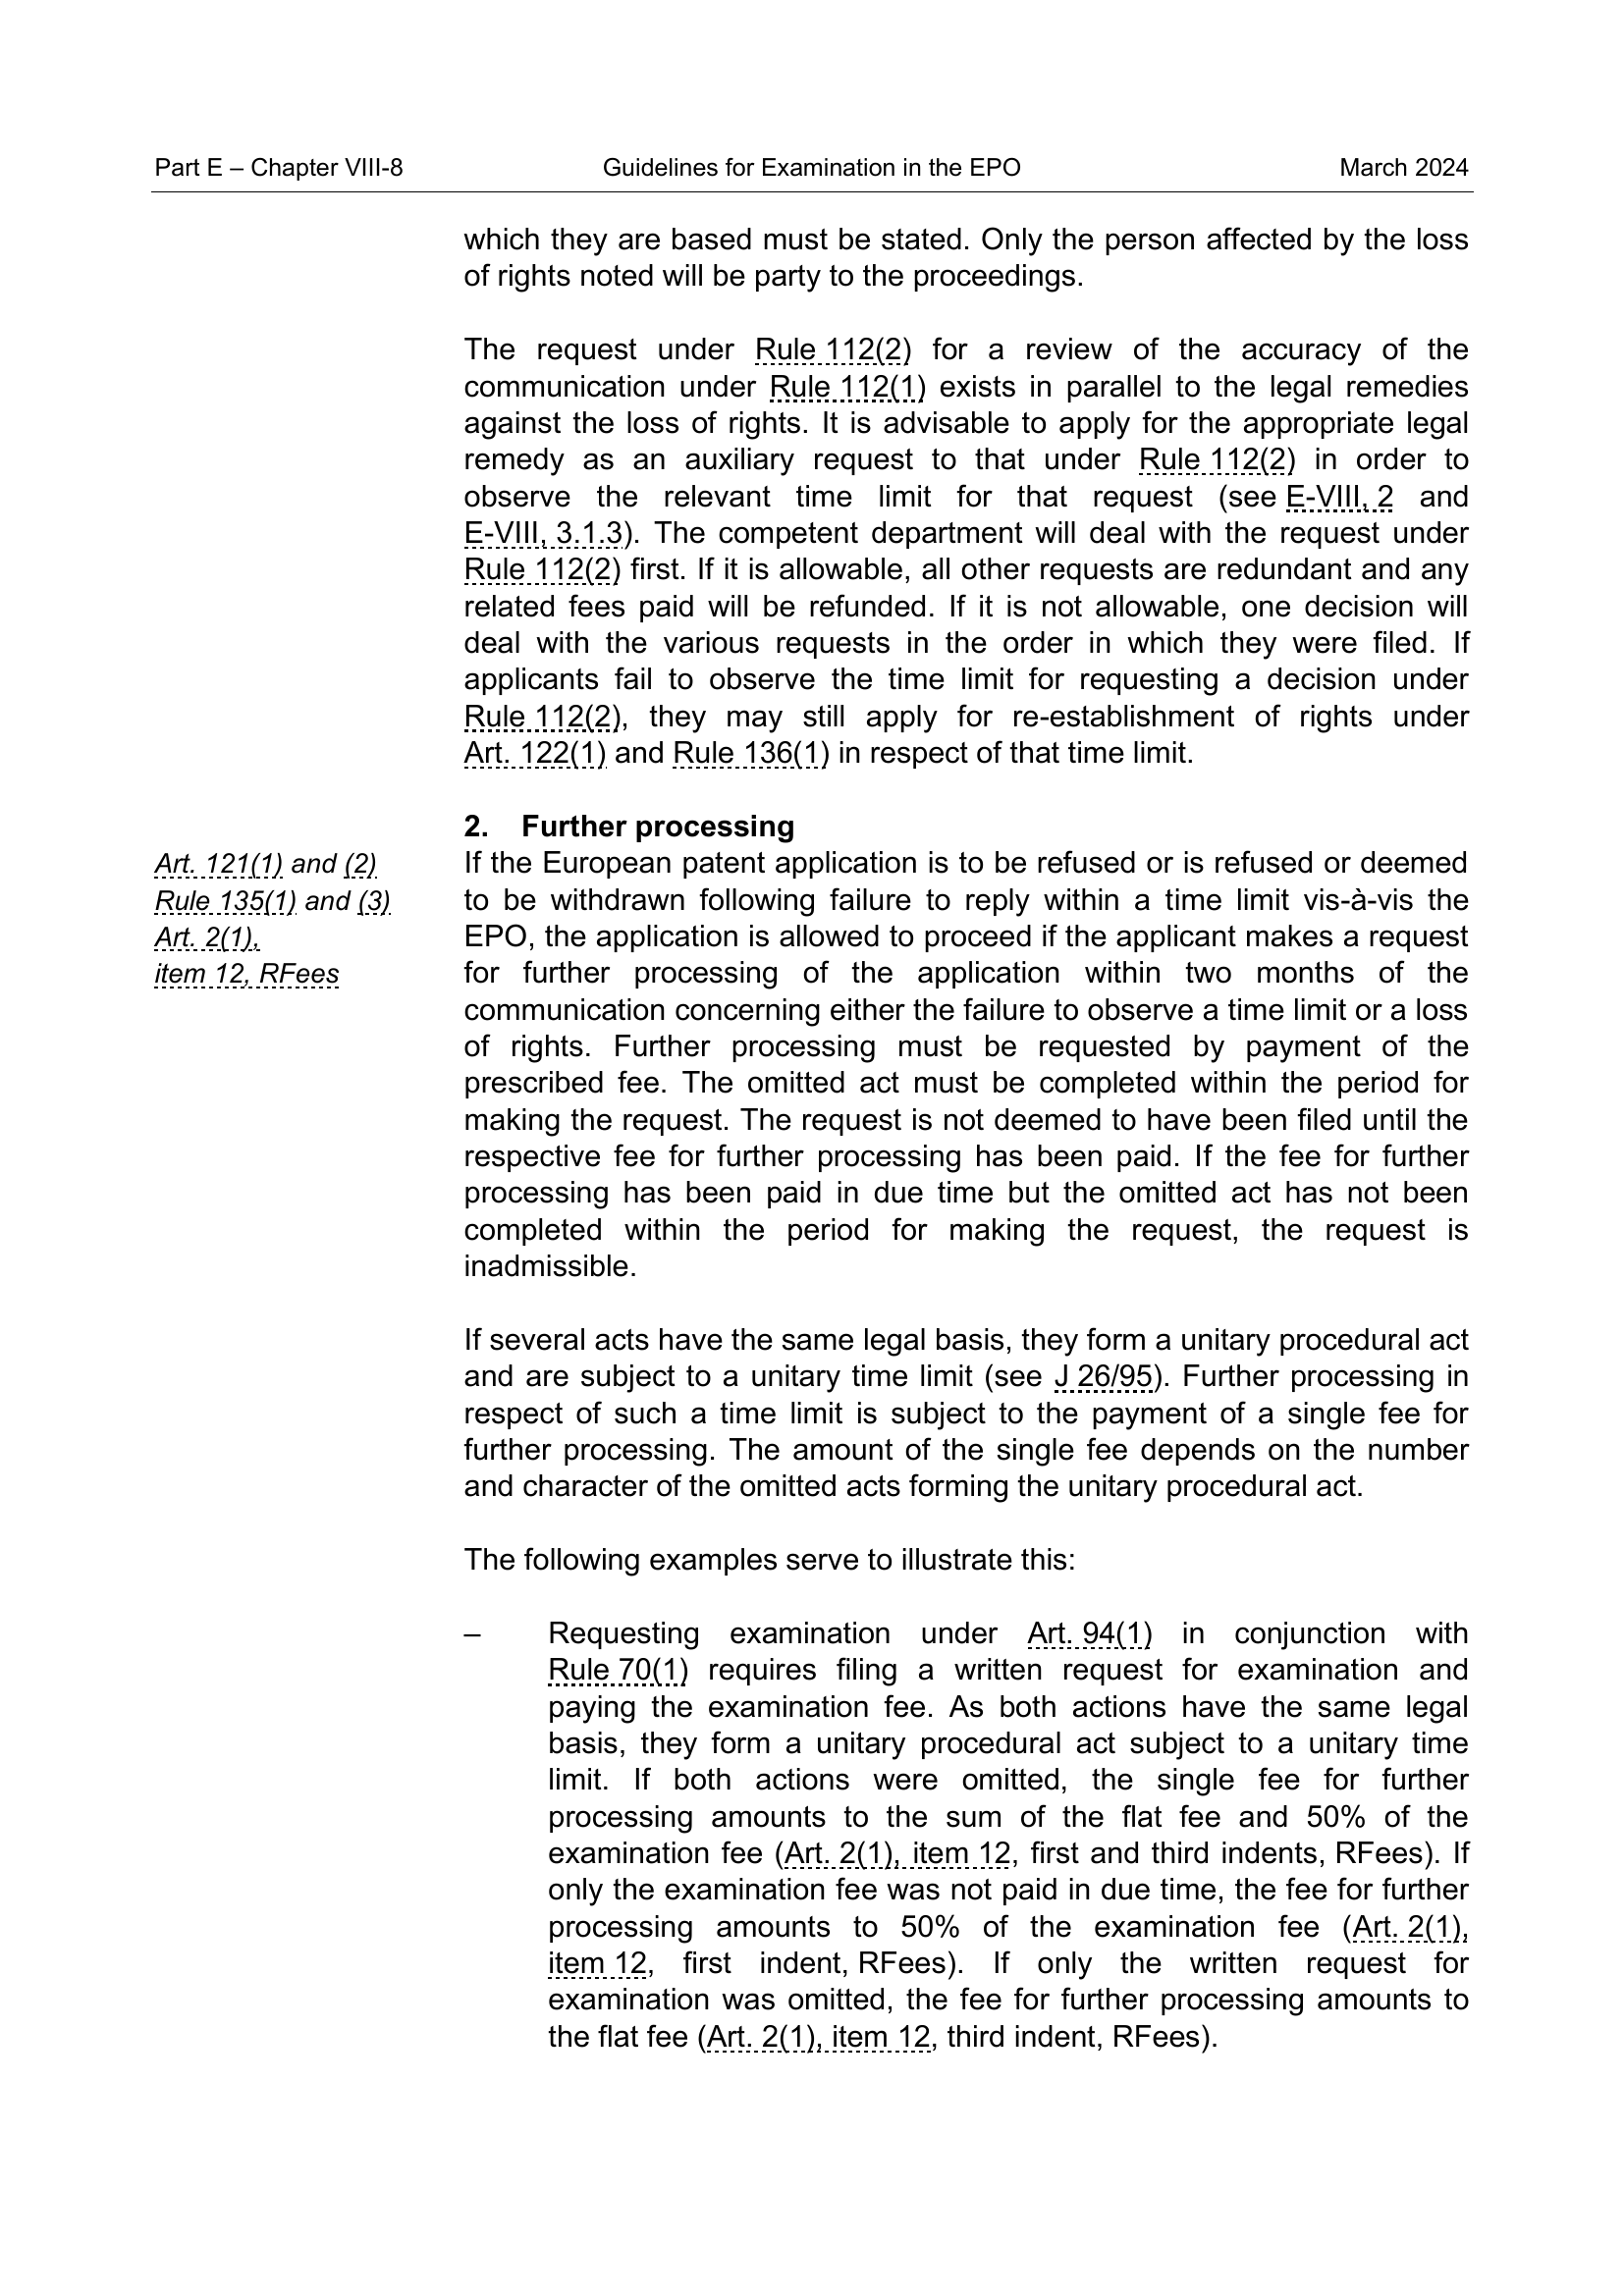 Part E – Chapter VIII-8 Guidelines for Examination in the EPO March 2024
which they are based must be stated. Only the person affected by the loss
of rights noted will be party to the proceedings.
The request under Rule 112(2) for a review of the accuracy of the
communication under Rule 112(1) exists in parallel to the legal remedies
against the loss of rights. It is advisable to apply for the appropriate legal
remedy as an auxiliary request to that under Rule 112(2) in order to
observe the relevant time limit for that request (see E-VIII, 2 and
E-VIII, 3.1.3). The competent department will deal with the request under
Rule 112(2) first. If it is allowable, all other requests are redundant and any
related fees paid will be refunded. If it is not allowable, one decision will
deal with the various requests in the order in which they were filed. If
applicants fail to observe the time limit for requesting a decision under
Rule 112(2), they may still apply for re-establishment of rights under
Art. 122(1) and Rule 136(1) in respect of that time limit.
2. Further processing
Art. 121(1) and (2)
Rule 135(1) and (3)
Art. 2(1),
item 12, RFees
If the European patent application is to be refused or is refused or deemed
to be withdrawn following failure to reply within a time limit vis-à-vis the
EPO, the application is allowed to proceed if the applicant makes a request
for further processing of the application within two months of the
communication concerning either the failure to observe a time limit or a loss
of rights. Further processing must be requested by payment of the
prescribed fee. The omitted act must be completed within the period for
making the request. The request is not deemed to have been filed until the
respective fee for further processing has been paid. If the fee for further
processing has been paid in due time but the omitted act has not been
completed within the period for making the request, the request is
inadmissible.
If several acts have the same legal basis, they form a unitary procedural act
and are subject to a unitary time limit (see J 26/95). Further processing in
respect of such a time limit is subject to the payment of a single fee for
further processing. The amount of the single fee depends on the number
and character of the omitted acts forming the unitary procedural act.
The following examples serve to illustrate this:
– Requesting examination under Art. 94(1) in conjunction with
Rule 70(1) requires filing a written request for examination and
paying the examination fee. As both actions have the same legal
basis, they form a unitary procedural act subject to a unitary time
limit. If both actions were omitted, the single fee for further
processing amounts to the sum of the flat fee and 50% of the
examination fee (Art. 2(1), item 12, first and third indents, RFees). If
only the examination fee was not paid in due time, the fee for further
processing amounts to 50% of the examination fee (Art. 2(1),
item 12, first indent, RFees). If only the written request for
examination was omitted, the fee for further processing amounts to
the flat fee (Art. 2(1), item 12, third indent, RFees).